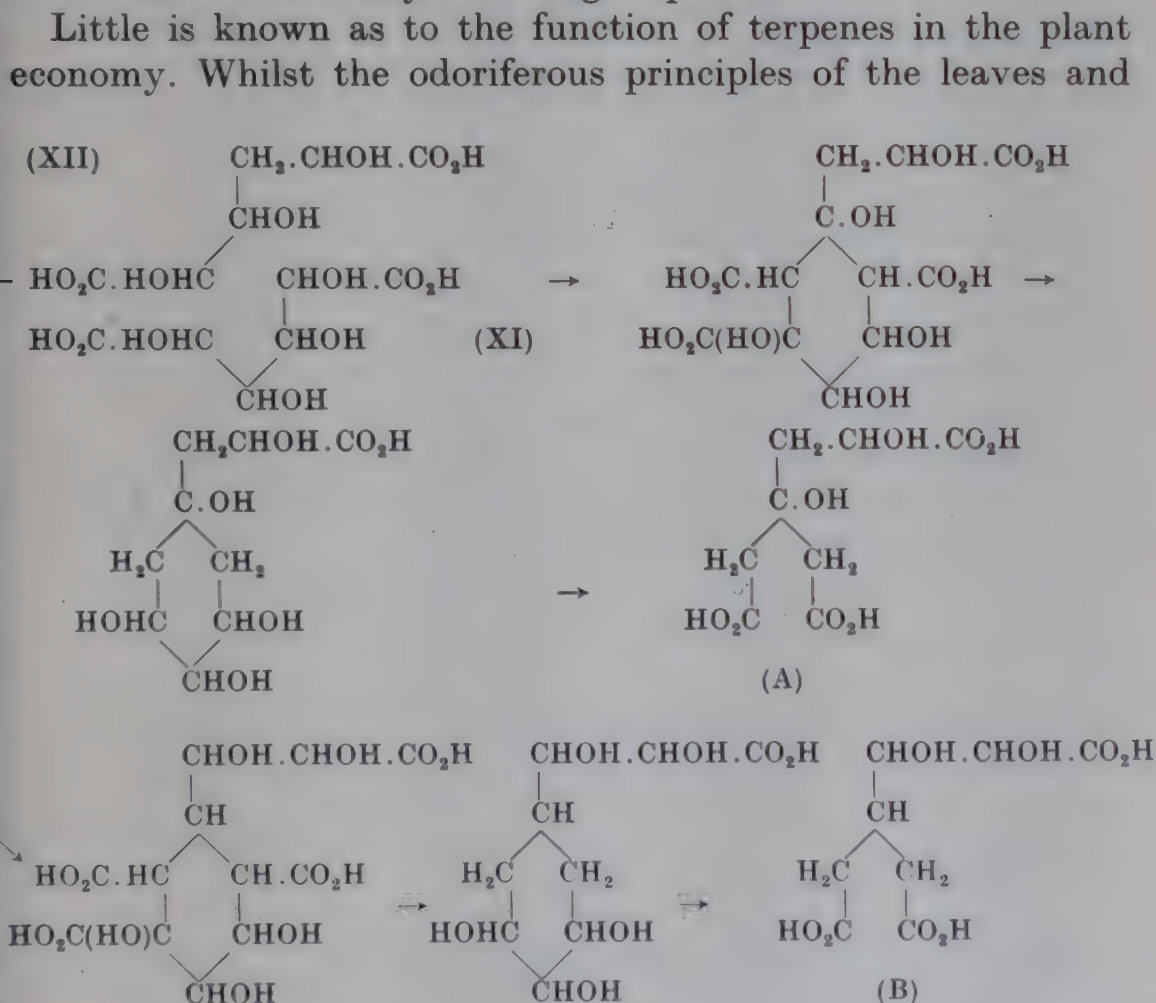 Little is known as to the function of terpenes in the plant
economy. Whilst the odoriferous principles of the leaves and
(XII) CH₂.CHOH.CO₂H CH₂.CHOH.CO₂H
CHOH C.OH
– HO₂C.HOHC CHOH.CO₂H → HO₂C.HC CH.CO₂H →
HO₂C.HOHC CHOH (XI) HO₂C(HO)C CHOH
CHOH CHOH
CH₂CHOH.CO₂H CH₂.CHOH.CO₂H
C.OH C.OH
H₂C CH₂ → H₂C CH₂
HOHC CHOH HO₂C CO₂H
CHOH (A)
CHOH.CHOH.CO₂H CHOH.CHOH.CO₂H CHOH.CHOH.CO₂H
CH CH CH
HO₂C.HC CH.CO₂H → H₂C CH₂ → H₂C CH₂
HO₂C(HO)C CHOH HOHC CHOH HO₂C CO₂H
CHOH CHOH (B)